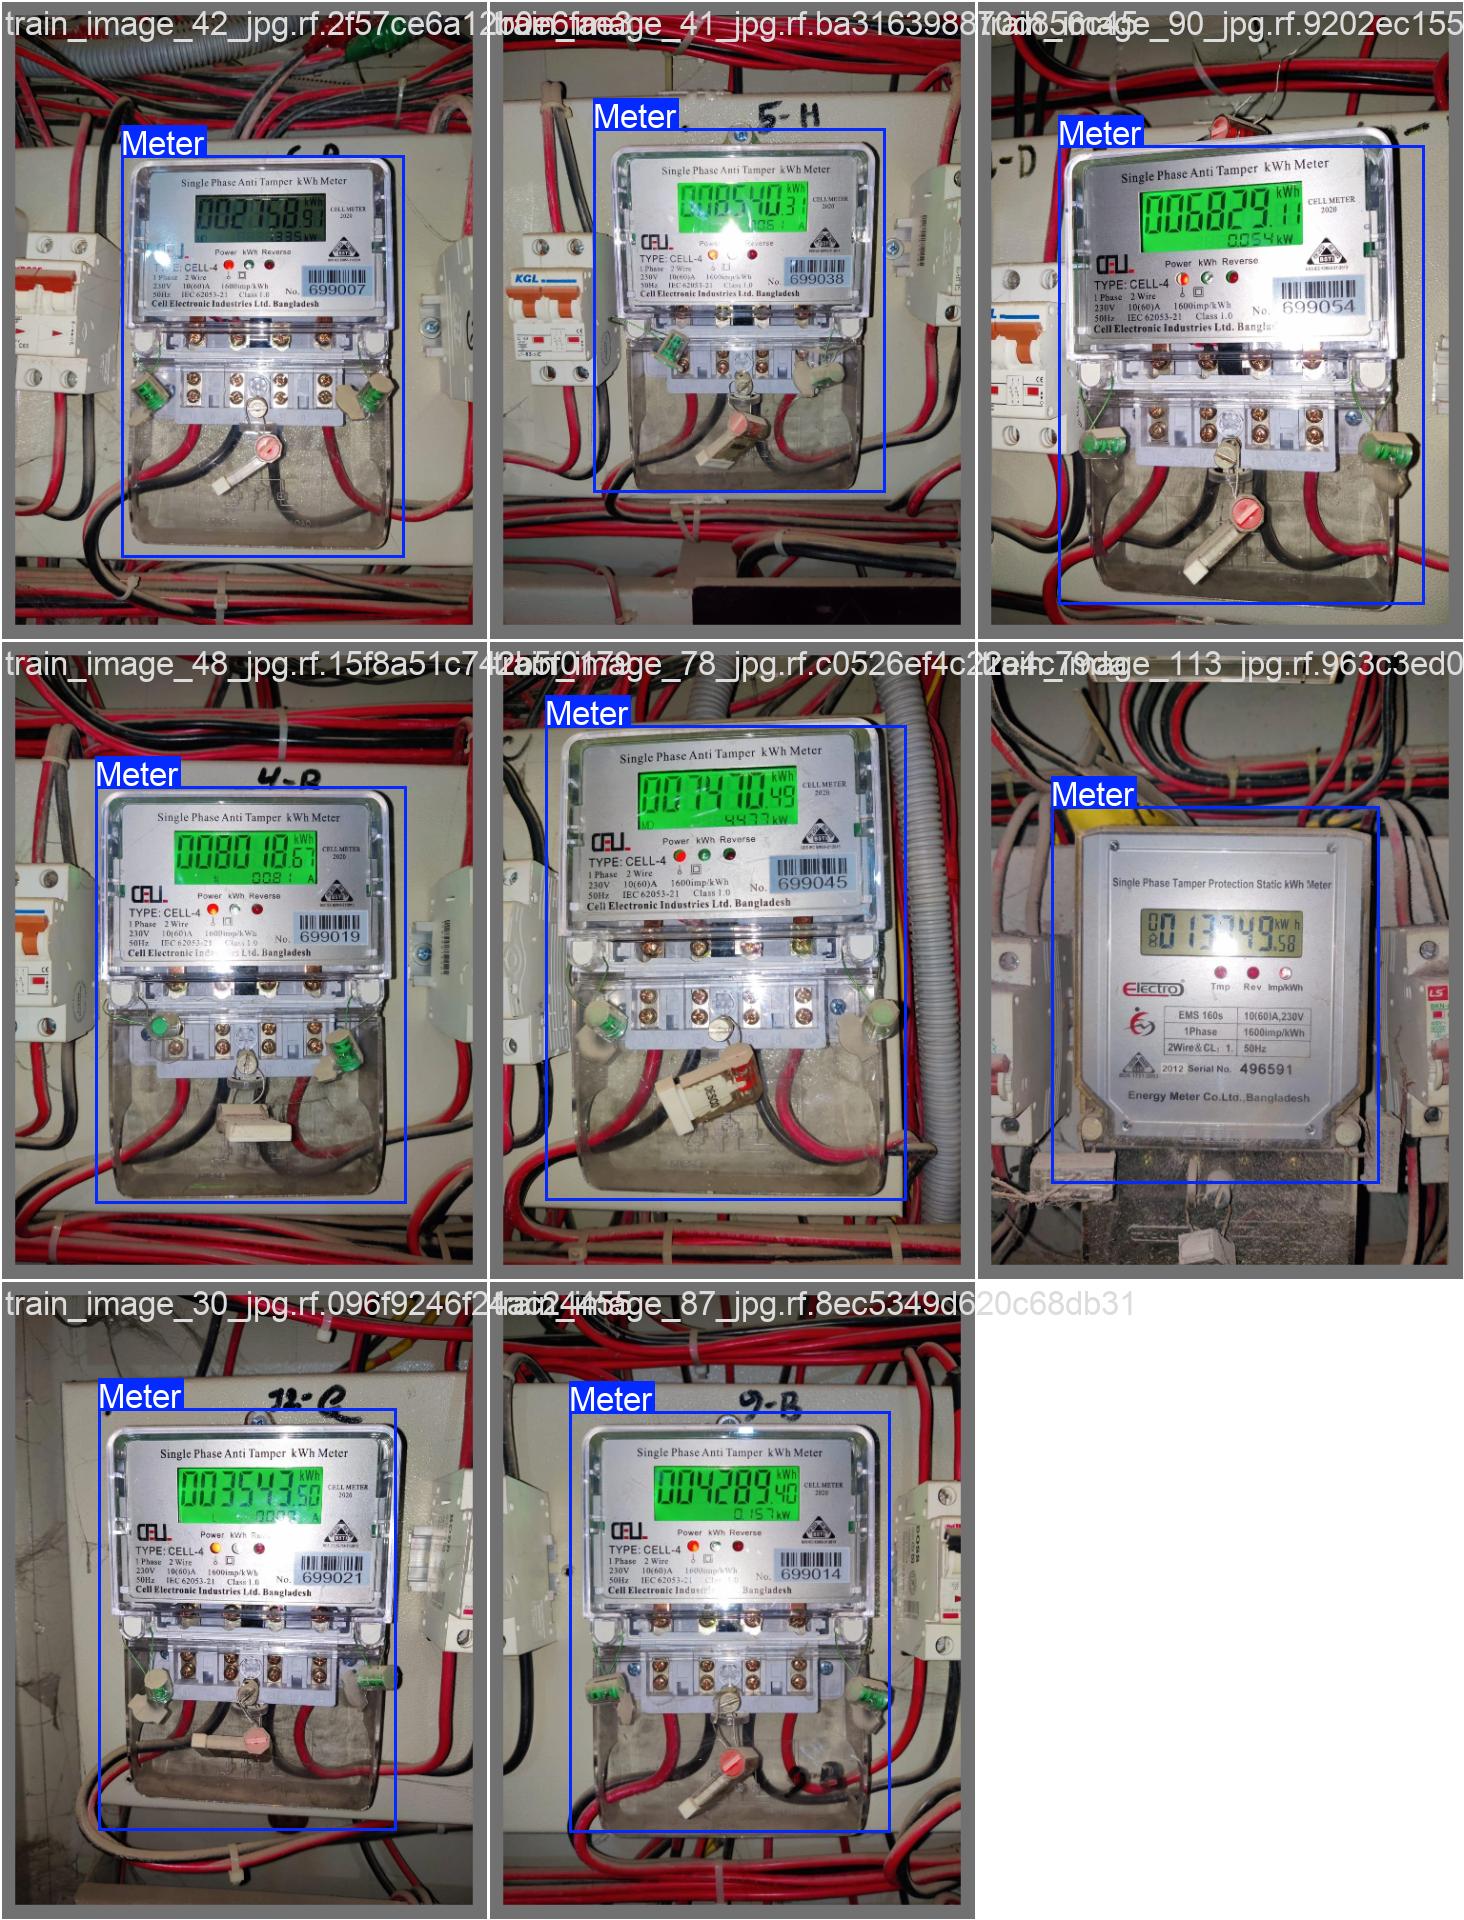 train_image_42_jpg.rf.2f57ce6a12
Meter
Single Phase Anti Tamper kWh Meter
002158.91 kWh
kW
CELL METER
2020
CELL
Power kWh Reverse
TYPE: CELL-4
1 Phase 2 Wire
230V 10(60)A 1600imp/kWh
50Hz IEC 62053-21 Class 1.0
No. 699007
Cell Electronic Industries Ltd. Bangladesh
train_image_41_jpg.rf.ba316398870d856c45
Meter
5-H
Single Phase Anti Tamper kWh Meter
008540.31 kWh
CELL METER
2020
CELL
Reverse
TYPE: CELL-4
1 Phase 2 Wire
230V 10(60)A 1600imp/kWh
50Hz IEC 62053-21 Class 1.0
No. 699038
Cell Electronic Industries Ltd. Bangladesh
KGL
train_image_90_jpg.rf.9202ec155
Meter
-D
Single Phase Anti Tamper kWh Meter
006829.11 kWh
0.054 kW
CELL METER
2020
CELL
Power kWh Reverse
TYPE: CELL-4
1 Phase 2 Wire
230V 10(60)A 1600imp/kWh
50Hz IEC 62053-21 Class 1.0
No. 699054
Cell Electronic Industries Ltd. Bangla
train_image_48_jpg.rf.15f8a51c742b5f0179
Meter
4-B
Single Phase Anti Tamper kWh Meter
008018.67 kWh
0.081 A
CELL METER
2020
CELL
Power kWh Reverse
TYPE: CELL-4
1 Phase 2 Wire
230V 10(60)A 1600imp/kWh
50Hz IEC 62053-21 Class 1.0
No. 699019
Cell Electronic Industries Ltd. Bangladesh
train_image_78_jpg.rf.c0526ef4c22a4c79da
Meter
Single Phase Anti Tamper kWh Meter
007470.49 kWh
MD 4.477 kW
CELL METER
2020
CELL
Power kWh Reverse
TYPE: CELL-4
1 Phase 2 Wire
230V 10(60)A 1600imp/kWh
50Hz IEC 62053-21 Class 1.0
No. 699045
Cell Electronic Industries Ltd. Bangladesh
DESCO
train_image_113_jpg.rf.963c3ed0
Meter
Single Phase Tamper Protection Static kWh Meter
013749.58 kWh
Electro
Tmp Rev Imp/kWh
EMS 160s 10(60)A,230V
1Phase 1600imp/kWh
2Wire&CL: 1. 50Hz
2012 Serial No. 496591
Energy Meter Co.Ltd.,Bangladesh
LS
train_image_30_jpg.rf.096f9246f24ac24455
Meter
Single Phase Anti Tamper kWh Meter
003543.50 kWh
CELL METER
2020
CELL
Power kWh
TYPE: CELL-4
1 Phase 2 Wire
230V 10(60)A 1600imp/kWh
50Hz IEC 62053-21 Class 1.0
No. 699021
Cell Electronic Industries Ltd. Bangladesh
train_image_87_jpg.rf.8ec5349d620c68db31
Meter
9-B
Single Phase Anti Tamper kWh Meter
004289.40 kWh
0.157 kW
CELL METER
2020
CELL
Power kWh Reverse
TYPE: CELL-4
1 Phase 2 Wire
230V 10(60)A 1600imp/kWh
50Hz IEC 62053-21 Class 1.0
No. 699014
Cell Electronic Industries Ltd. Bangladesh